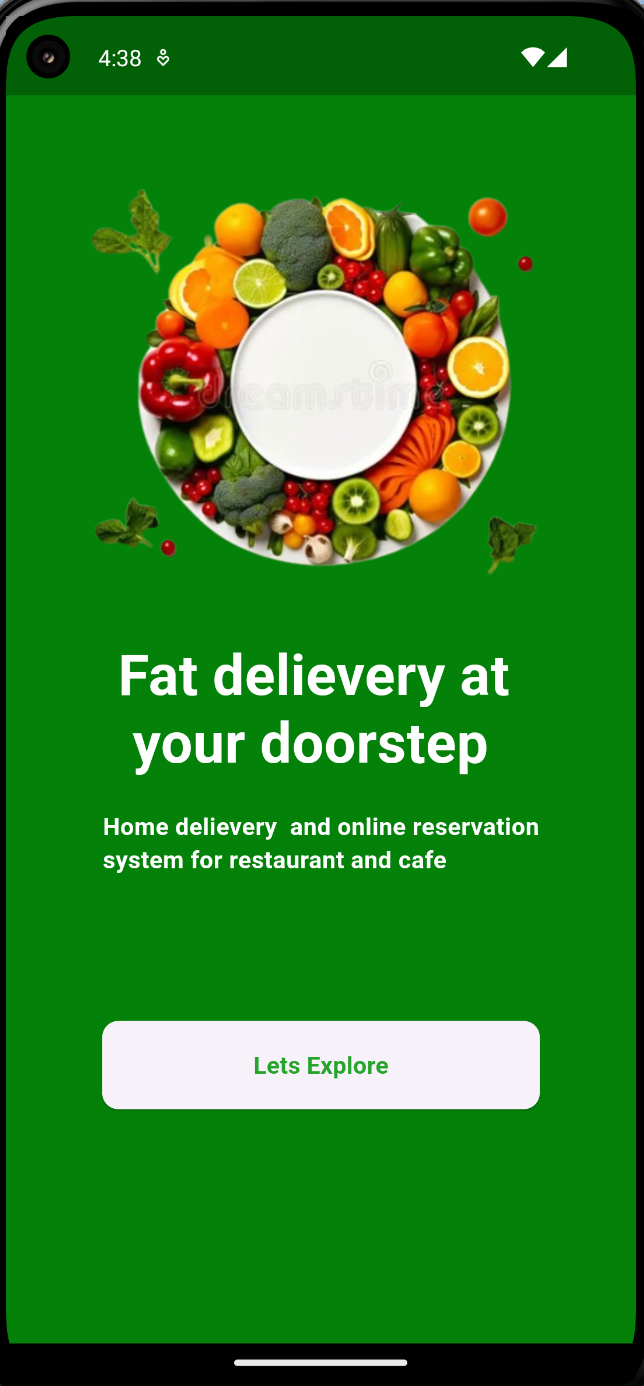 4:38
dreamstime
Fat delievery at
your doorstep
Home delievery  and online reservation
system for restaurant and cafe
Lets Explore